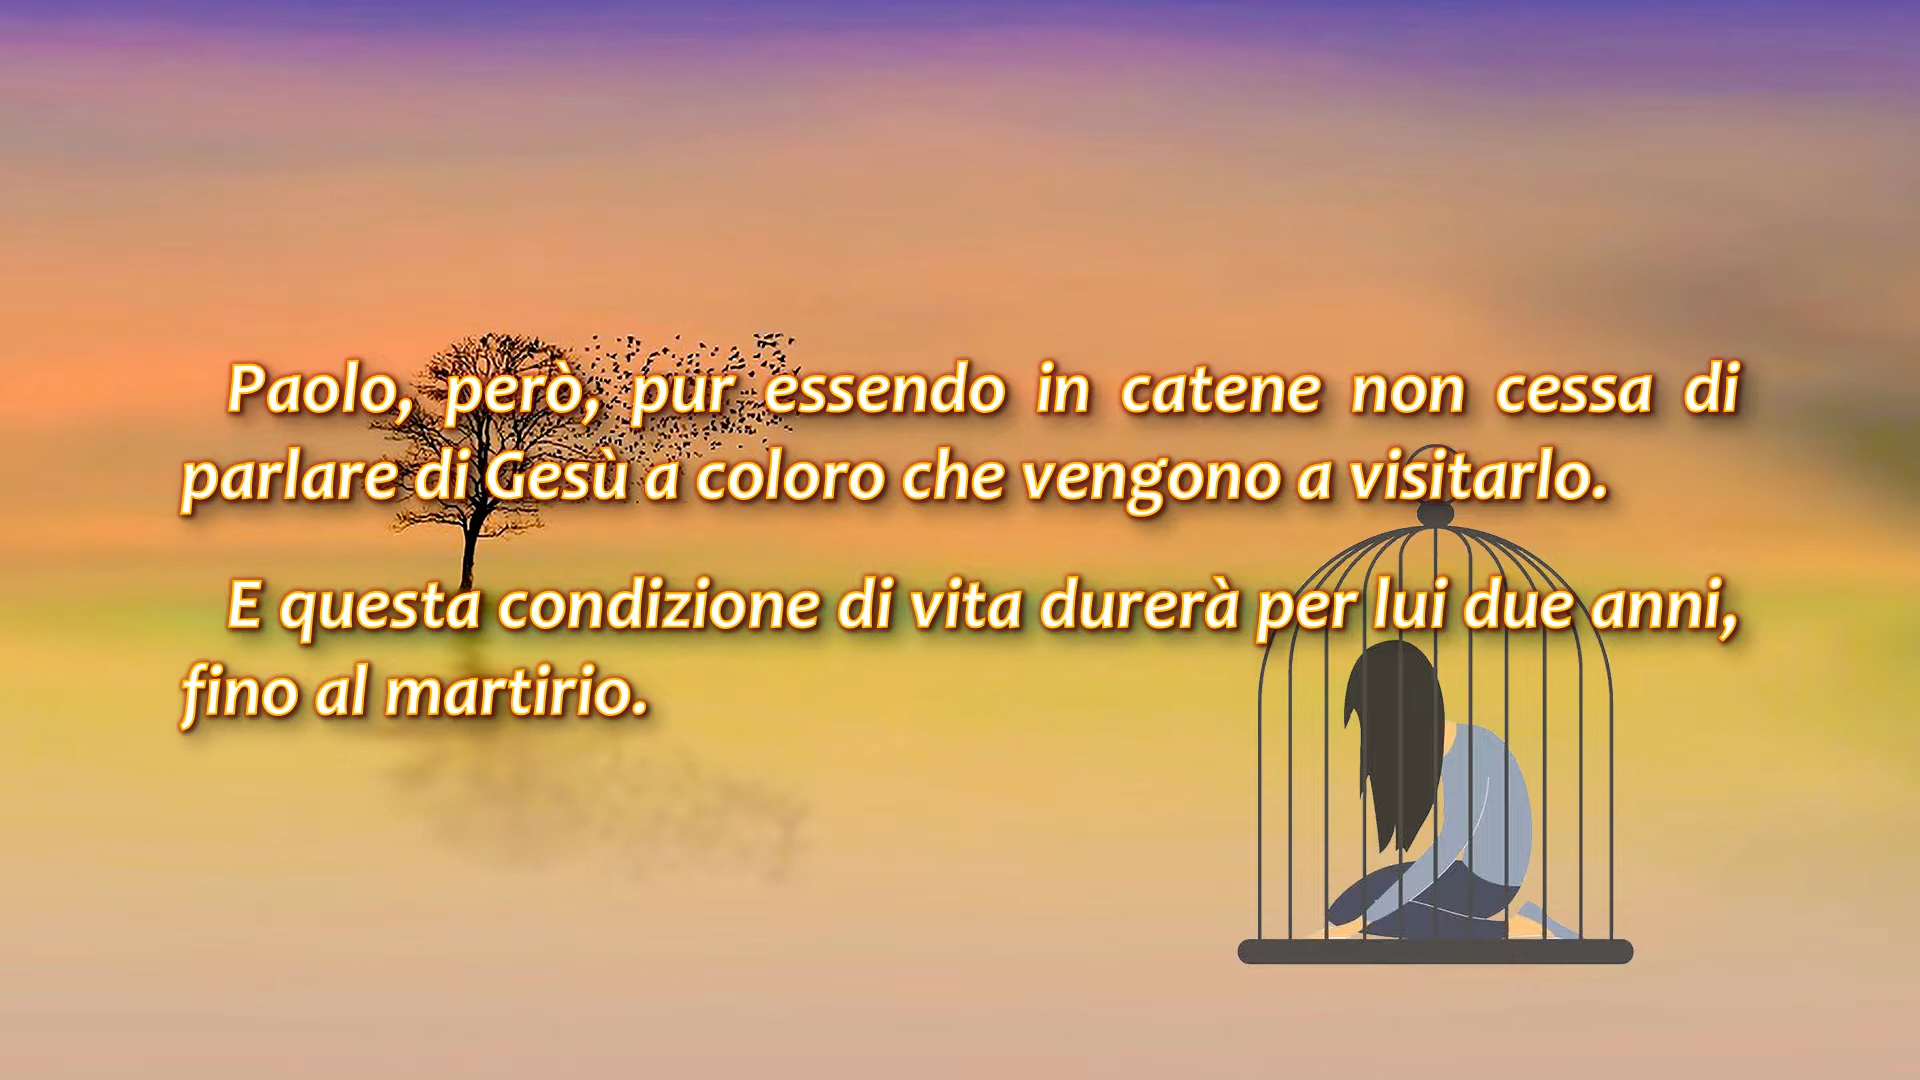 Paolo, però, pur essendo in catene non cessa di
parlare di Gesù a coloro che vengono a visitarlo.
E questa condizione di vita durerà per lui due anni,
fino al martirio.